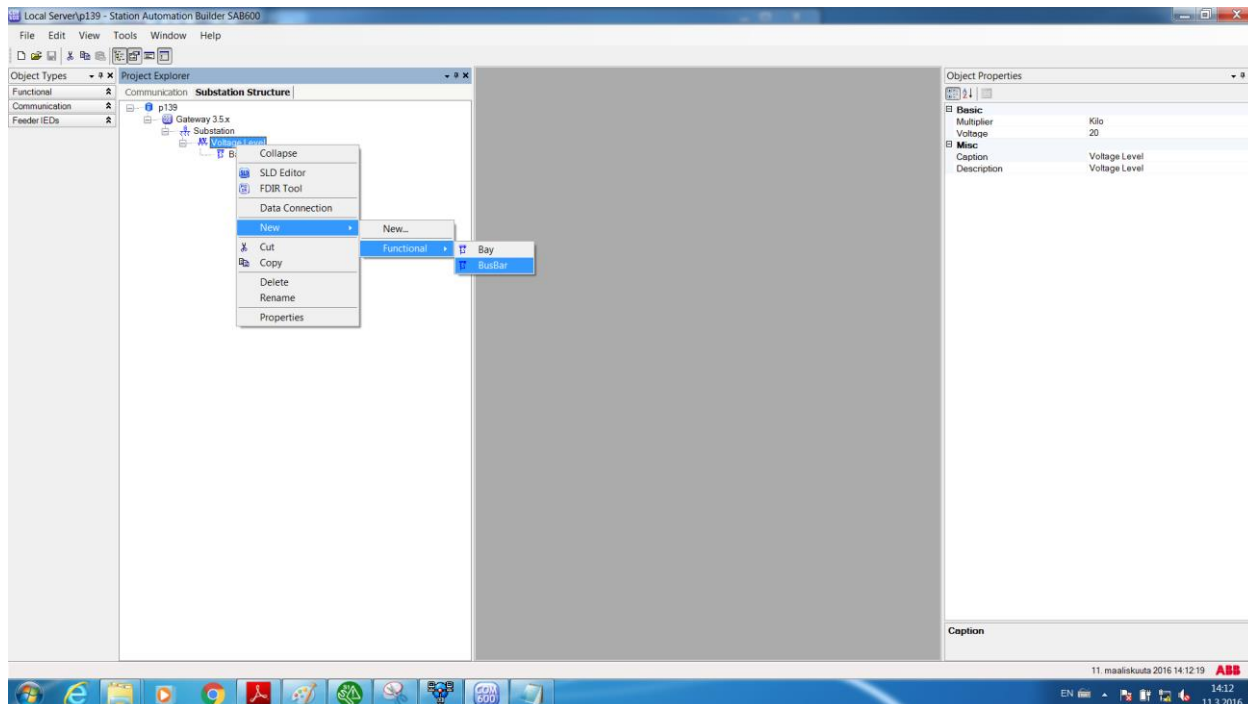 Local Server\p139 - Station Automation Builder SAB600
File Edit View Tools Window Help
Object Types
Functional
Communication
Feeder IEDs
Project Explorer
Communication Substation Structure
p139
Gateway 3.5.x
Substation
Voltage Level
Collapse
SLD Editor
FDIR Tool
Data Connection
New
Cut
Copy
Delete
Rename
Properties
New...
Functional
Bay
BusBar
Object Properties
Basic
Multiplier Kilo
Voltage 20
Misc
Caption Voltage Level
Description Voltage Level
Caption
11. maaliskuuta 2016 14:12:19 ABB
COM
600
EN
14:12
11.3.2016